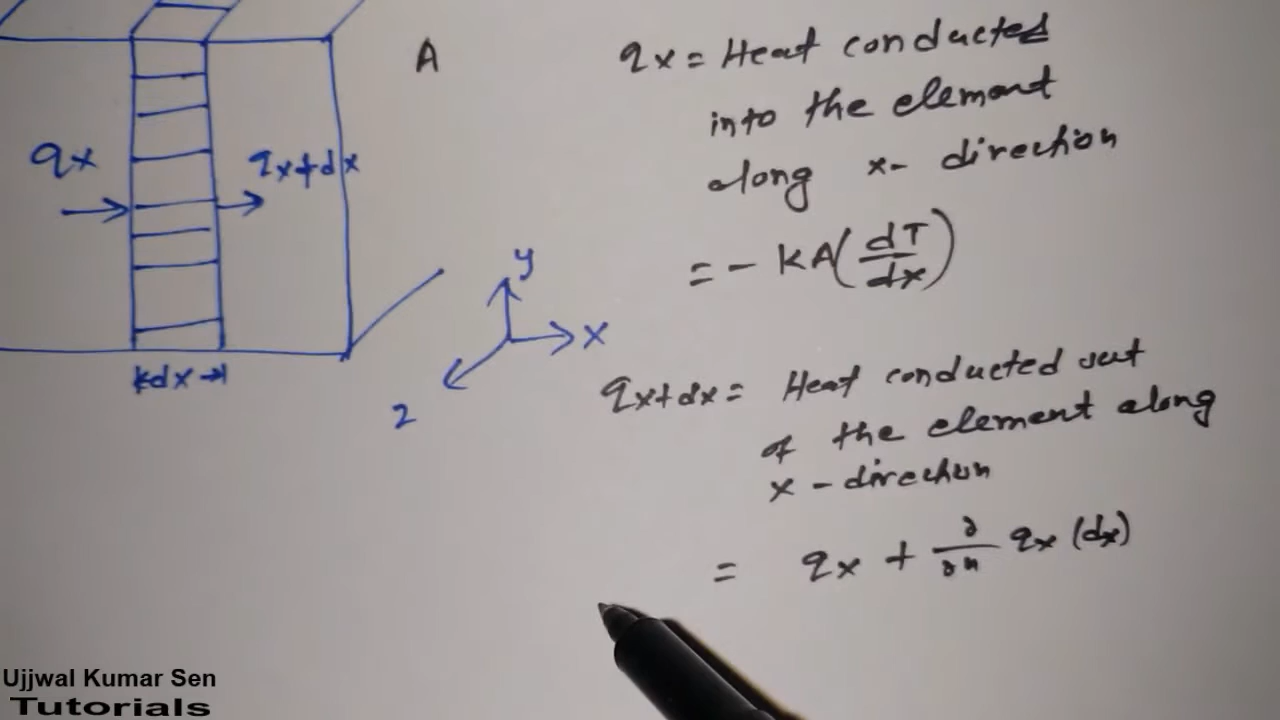 A
qx = Heat conducted
into the element
along x- direction
= - KA(dT/dx)
qx
qx+dx
y
x
z
dx
qx+dx = Heat conducted out
of the element along
x - direction
= qx + ∂/∂x qx (dx)
Ujjwal Kumar Sen
Tutorials